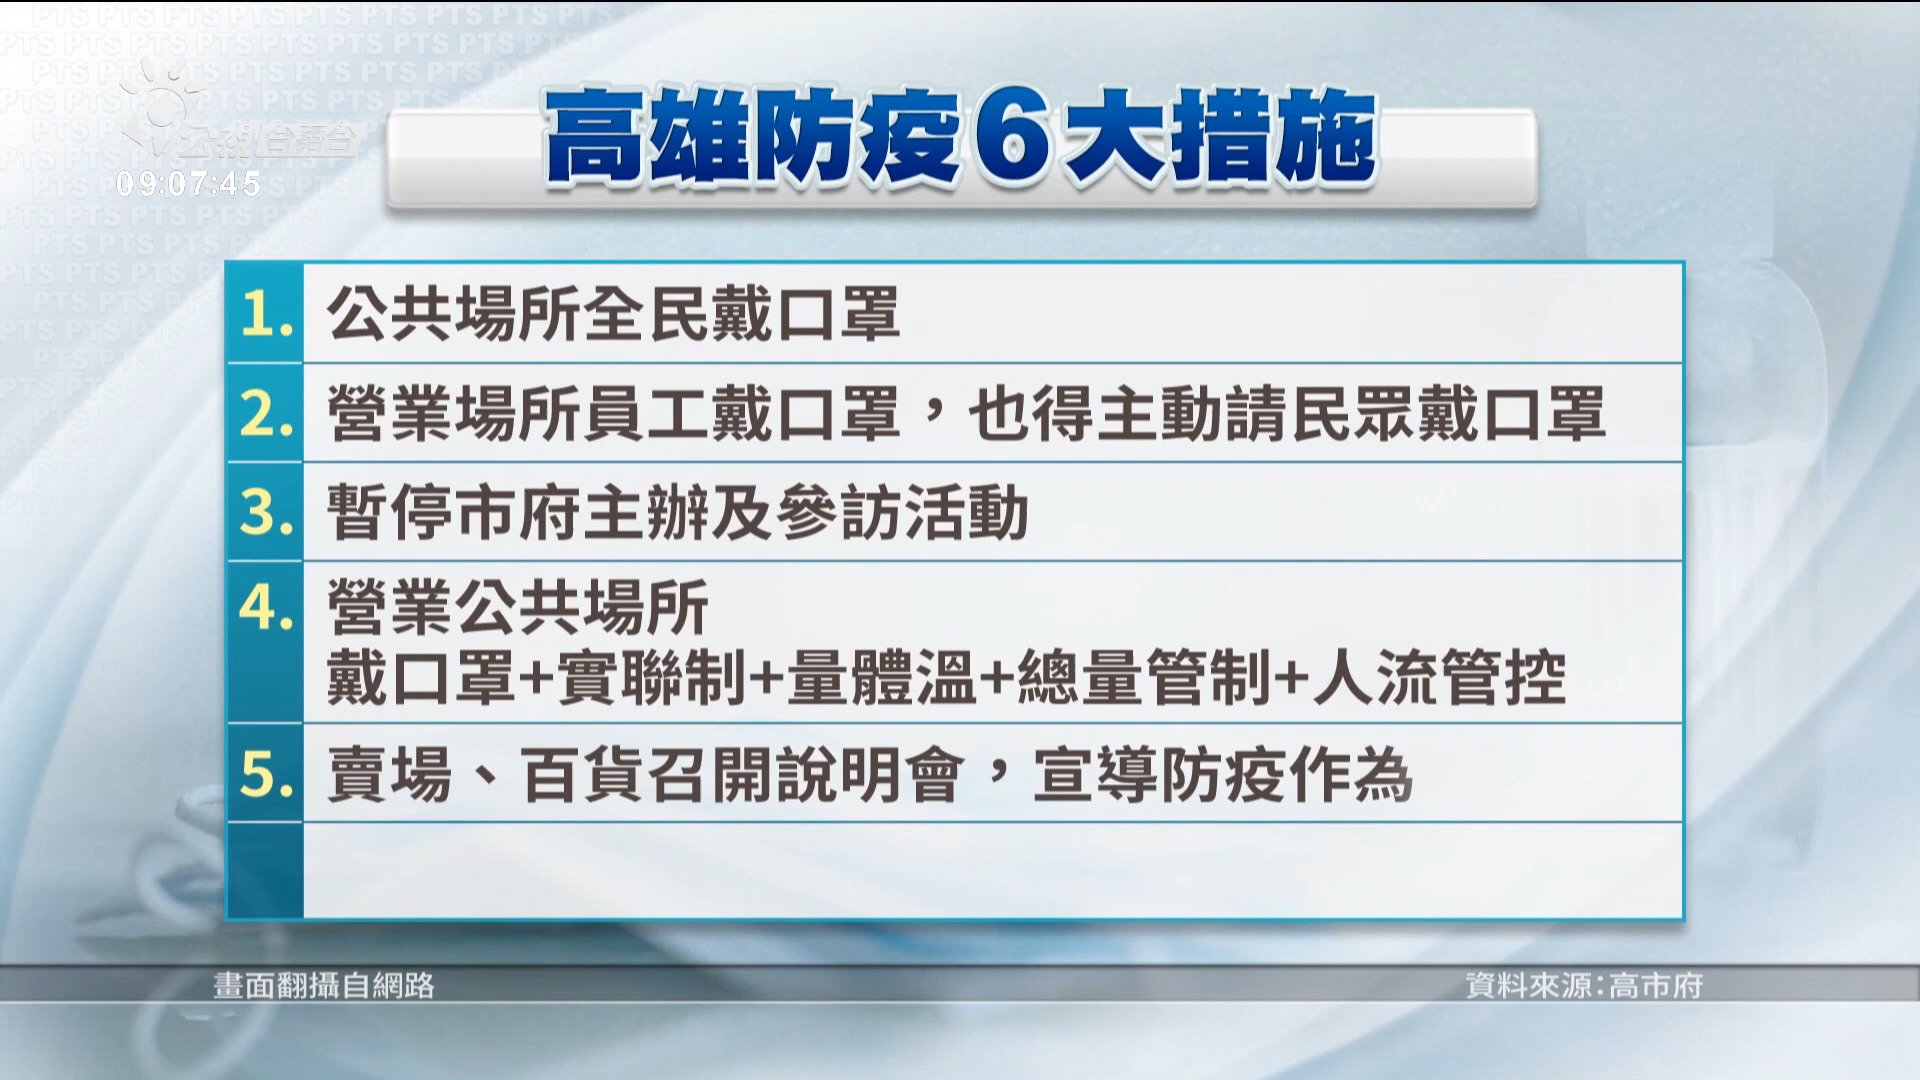 公視台語台
09:07:45
高雄防疫6大措施
1. 公共場所全民戴口罩
2. 營業場所員工戴口罩，也得主動請民眾戴口罩
3. 暫停市府主辦及參訪活動
4. 營業公共場所
戴口罩+實聯制+量體溫+總量管制+人流管控
5. 賣場、百貨召開說明會，宣導防疫作為
畫面翻攝自網路
資料來源:高市府